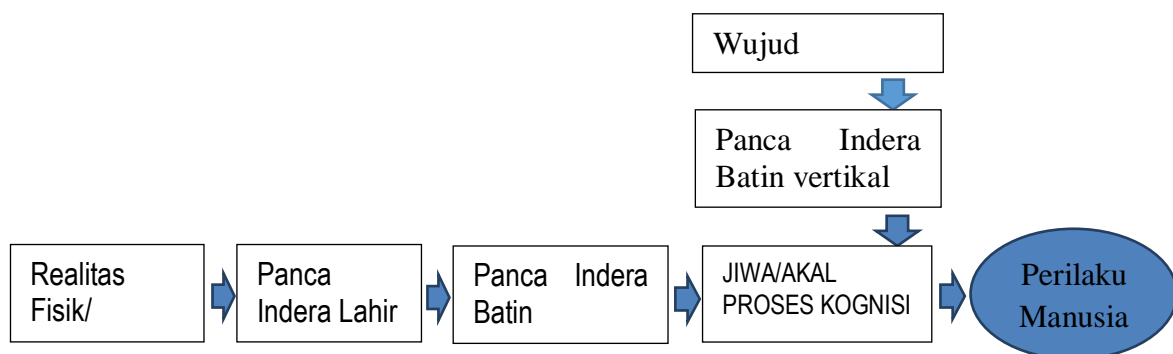 Wujud
Panca Indera
Batin vertikal
Realitas
Fisik/
Panca
Indera Lahir
Panca Indera
Batin
JIWA/AKAL
PROSES KOGNISI
Perilaku
Manusia